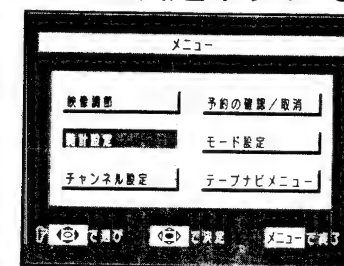 メニュー
映像調節 予約の確認/取消
時計設定 モード設定
チャンネル設定 テープナビメニュー
で選び で決定 メニューで終了